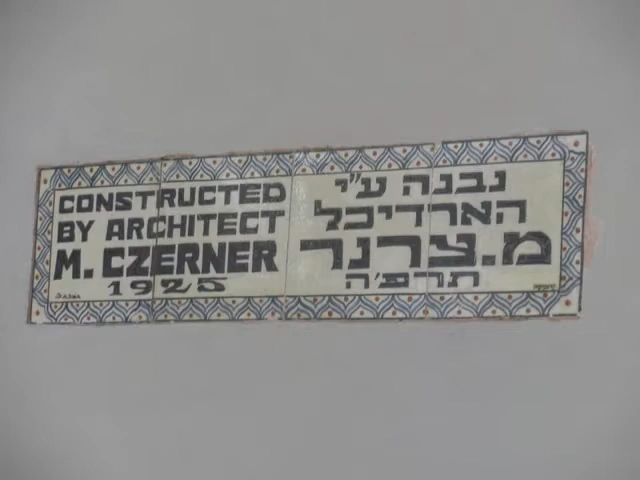 CONSTRUCTED
BY ARCHITECT
M. CZERNER
1925
נבנה ע״י
הארדיכל
מ.צרנר
תרפ״ה